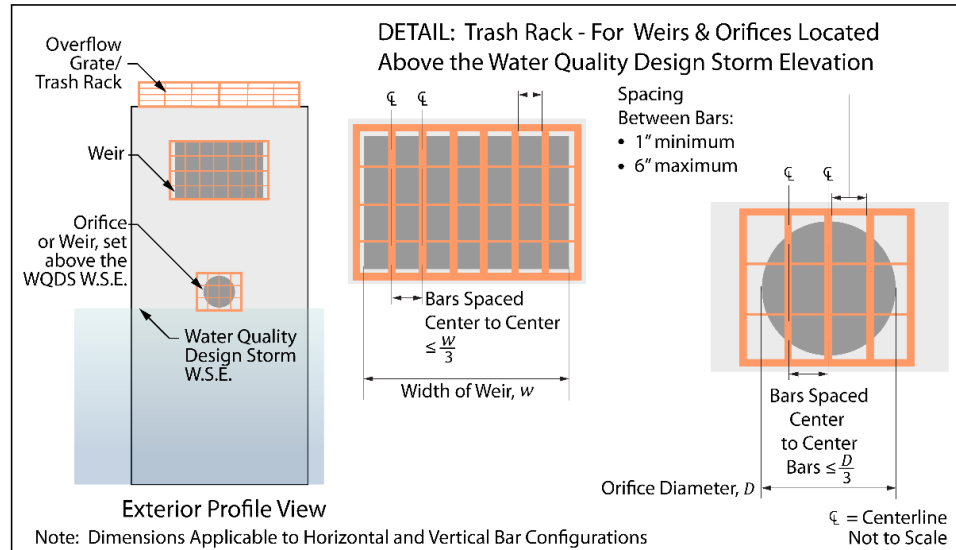 DETAIL: Trash Rack - For Weirs & Orifices Located
Above the Water Quality Design Storm Elevation
Overflow
Grate/
Trash Rack
Weir
Orifice
or Weir, set
above the
WQDS W.S.E.
Water Quality
Design Storm
W.S.E.
Exterior Profile View
℄ ℄
Bars Spaced
Center to Center
≤ W/3
Width of Weir, W
Spacing
Between Bars:
• 1″ minimum
• 6″ maximum
℄ ℄
Bars Spaced
Center
to Center
Bars ≤ D/3
Orifice Diameter, D
℄ = Centerline
Not to Scale
Note: Dimensions Applicable to Horizontal and Vertical Bar Configurations